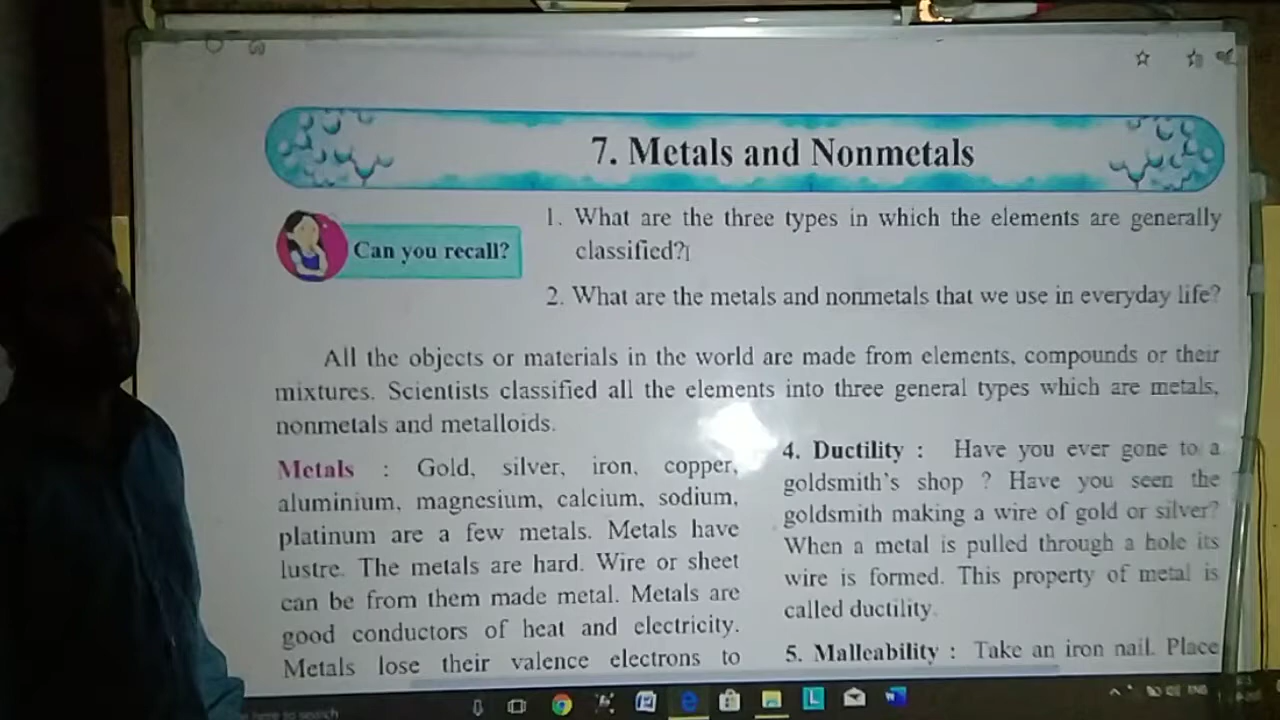 7. Metals and Nonmetals
Can you recall?
1. What are the three types in which the elements are generally
classified?
2. What are the metals and nonmetals that we use in everyday life?
All the objects or materials in the world are made from elements, compounds or their
mixtures. Scientists classified all the elements into three general types which are metals,
nonmetals and metalloids.
Metals : Gold, silver, iron, copper,
aluminium, magnesium, calcium, sodium,
platinum are a few metals. Metals have
lustre. The metals are hard. Wire or sheet
can be from them made metal. Metals are
good conductors of heat and electricity.
Metals lose their valence electrons to
4. Ductility : Have you ever gone to a
goldsmith's shop ? Have you seen the
goldsmith making a wire of gold or silver?
When a metal is pulled through a hole its
wire is formed. This property of metal is
called ductility.
5. Malleability : Take an iron nail. Place
here to search
ENG